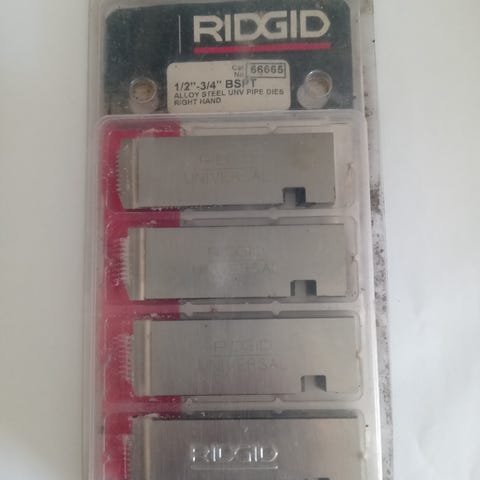 RIDGID
Cat.
No. 66665
1/2"-3/4" BSPT
ALLOY STEEL UNV PIPE DIES
RIGHT HAND
RIDGID
UNIVERSAL
RIDGID
UNIVERSAL
RIDGID
UNIVERSAL
RIDGID